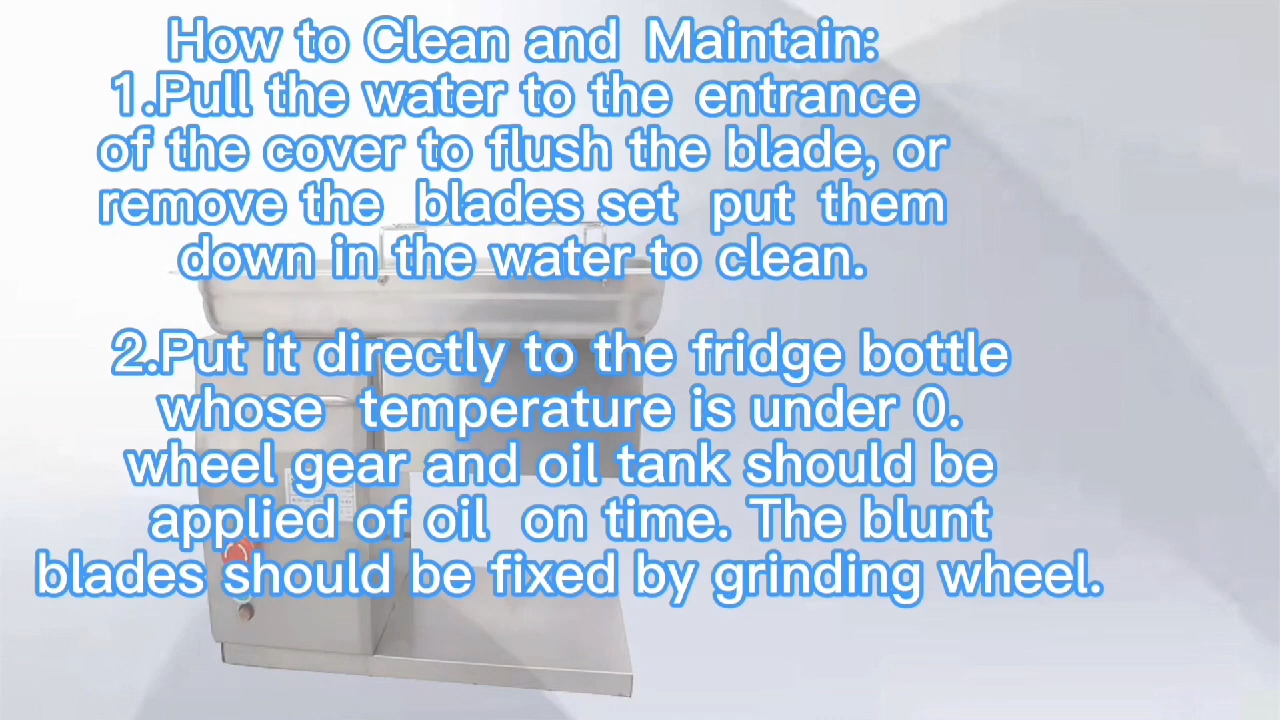 How to Clean and Maintain:
1.Pull the water to the entrance
of the cover to flush the blade, or
remove the blades set put them
down in the water to clean.
2.Put it directly to the fridge bottle
whose temperature is under 0.
wheel gear and oil tank should be
applied of oil on time. The blunt
blades should be fixed by grinding wheel.